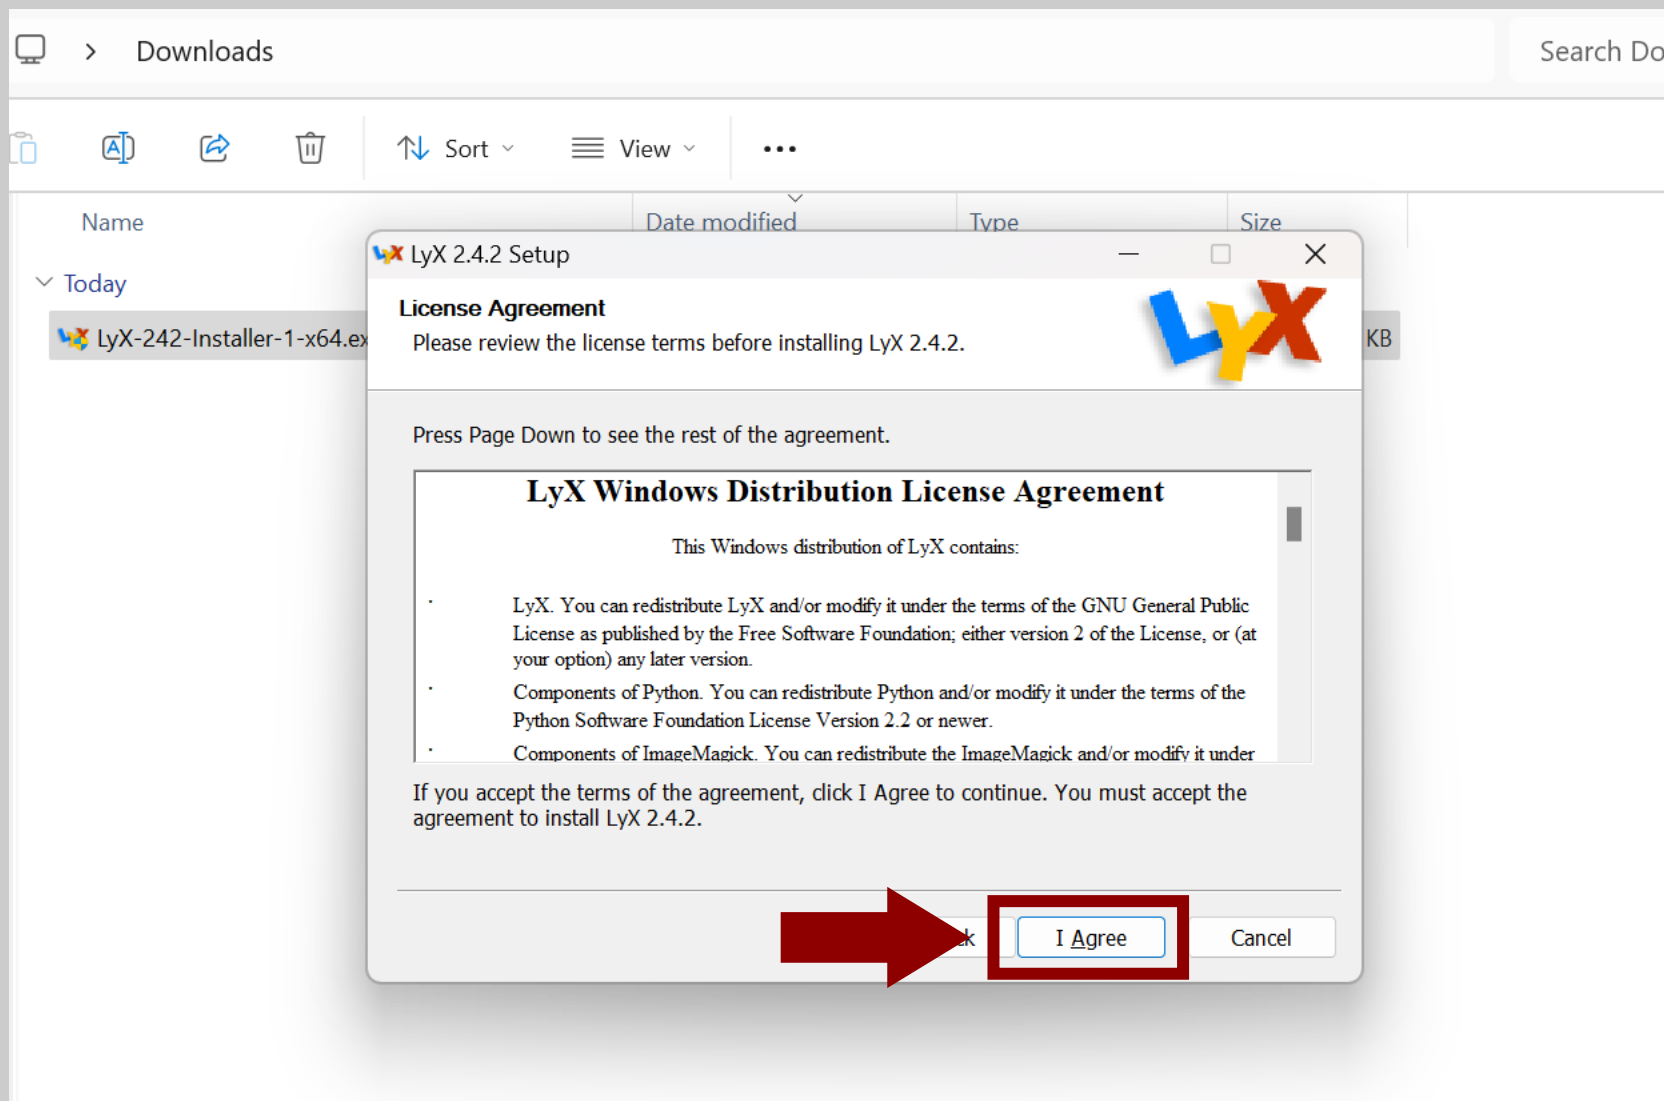 Downloads
Search Do
Sort
View
Name
Date modified
Type
Size
LyX 2.4.2 Setup
Today
License Agreement
LyX
LyX-242-Installer-1-x64.ex
KB
Please review the license terms before installing LyX 2.4.2.
Press Page Down to see the rest of the agreement.
LyX Windows Distribution License Agreement
This Windows distribution of LyX contains:
· LyX. You can redistribute LyX and/or modify it under the terms of the GNU General Public
License as published by the Free Software Foundation; either version 2 of the License, or (at
your option) any later version.
· Components of Python. You can redistribute Python and/or modify it under the terms of the
Python Software Foundation License Version 2.2 or newer.
· Components of ImageMagick. You can redistribute the ImageMagick and/or modify it under
If you accept the terms of the agreement, click I Agree to continue. You must accept the
agreement to install LyX 2.4.2.
I Agree
Cancel